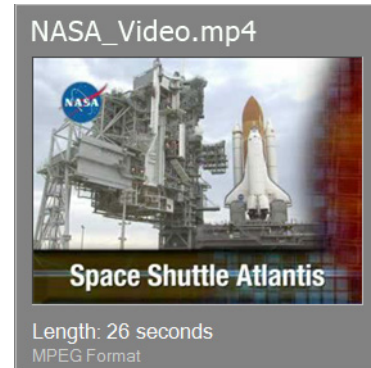 NASA_Video.mp4
NASA
Space Shuttle Atlantis
Length: 26 seconds
MPEG Format